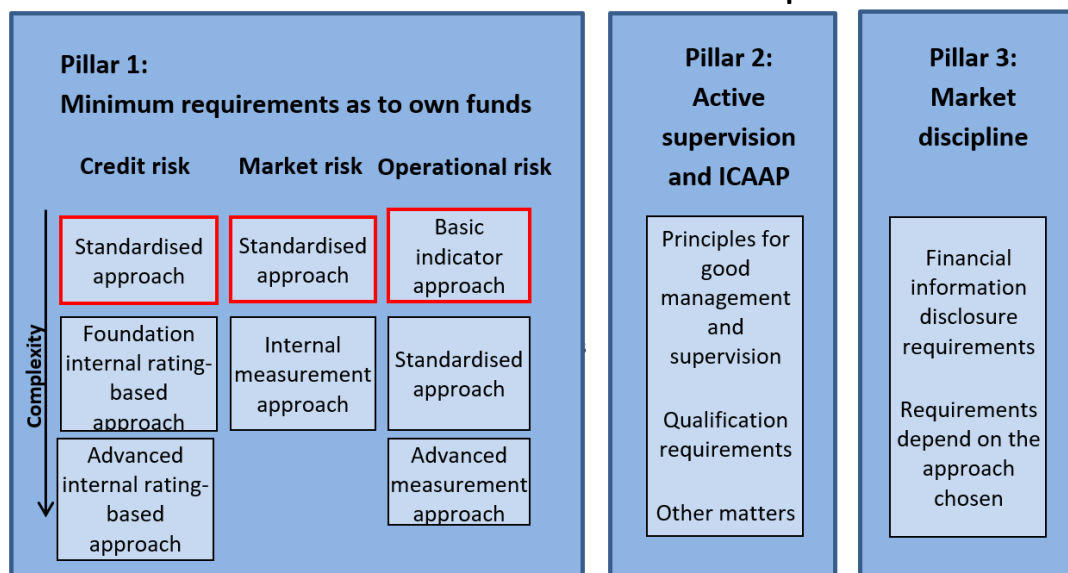 Pillar 1:
Minimum requirements as to own funds
Credit risk
Market risk
Operational risk
Complexity
Standardised
approach
Standardised
approach
Basic
indicator
approach
Foundation
internal rating-
based
approach
Internal
measurement
approach
Standardised
approach
Advanced
internal rating-
based
approach
Advanced
measurement
approach
Pillar 2:
Active
supervision
and ICAAP
Principles for
good
management
and
supervision
Qualification
requirements
Other matters
Pillar 3:
Market
discipline
Financial
information
disclosure
requirements
Requirements
depend on the
approach
chosen